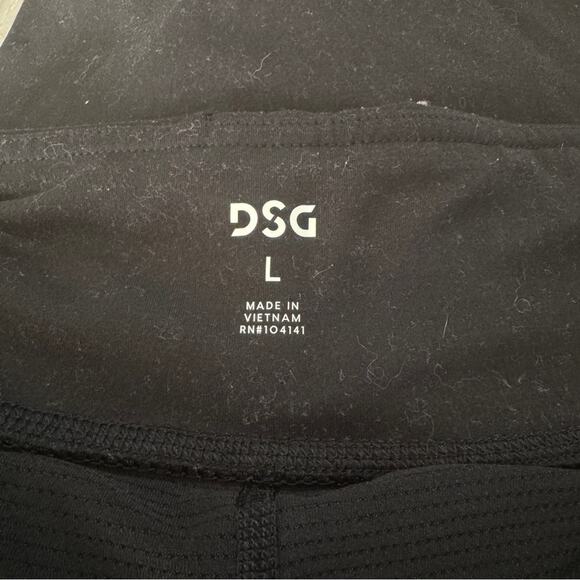 DSG
L
MADE IN
VIETNAM
RN#104141